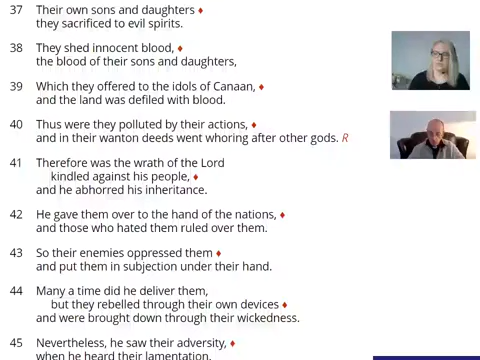 37 Their own sons and daughters ♦
they sacrificed to evil spirits.
38 They shed innocent blood, ♦
the blood of their sons and daughters,
39 Which they offered to the idols of Canaan, ♦
and the land was defiled with blood.
40 Thus were they polluted by their actions, ♦
and in their wanton deeds went whoring after other gods. R
41 Therefore was the wrath of the Lord
kindled against his people, ♦
and he abhorred his inheritance.
42 He gave them over to the hand of the nations, ♦
and those who hated them ruled over them.
43 So their enemies oppressed them ♦
and put them in subjection under their hand.
44 Many a time did he deliver them,
but they rebelled through their own devices ♦
and were brought down through their wickedness.
45 Nevertheless, he saw their adversity, ♦
when he heard their lamentation.